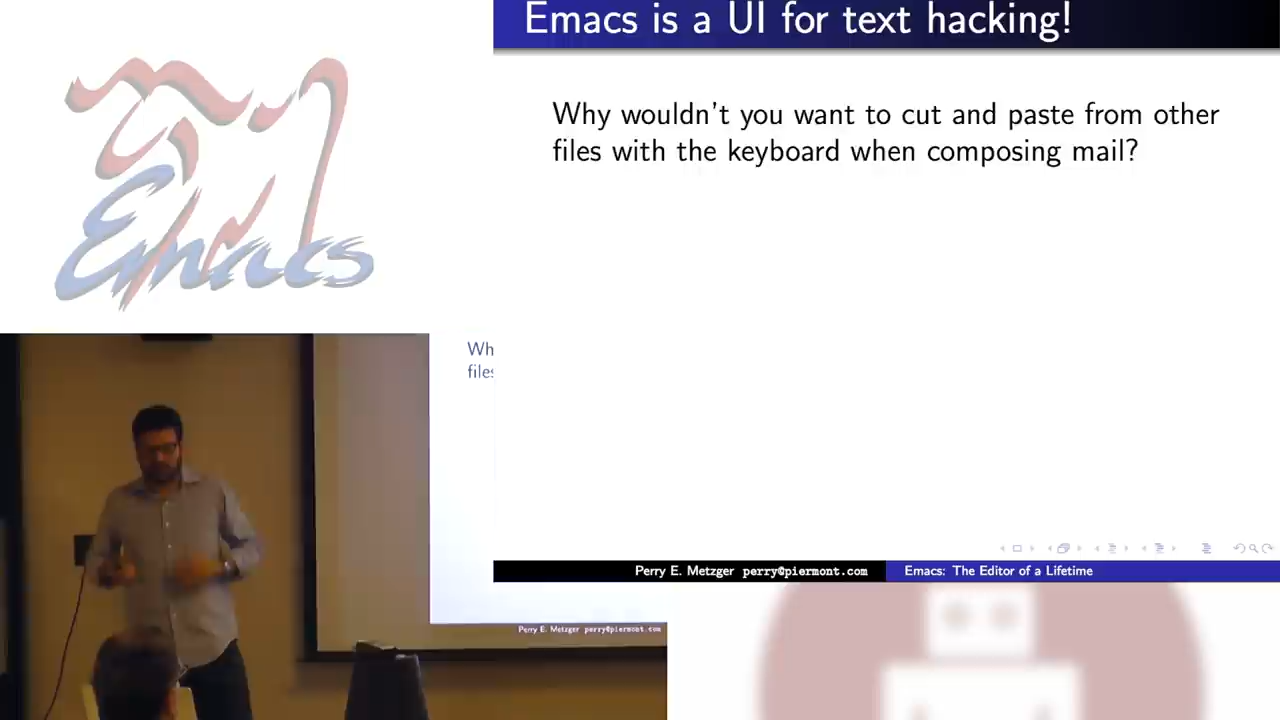 Emacs is a UI for text hacking!
Why wouldn't you want to cut and paste from other
files with the keyboard when composing mail?
Perry E. Metzger perry@piermont.com
Emacs: The Editor of a Lifetime
Emacs
Wh
files
Perry E. Metzger perry@piermont.com